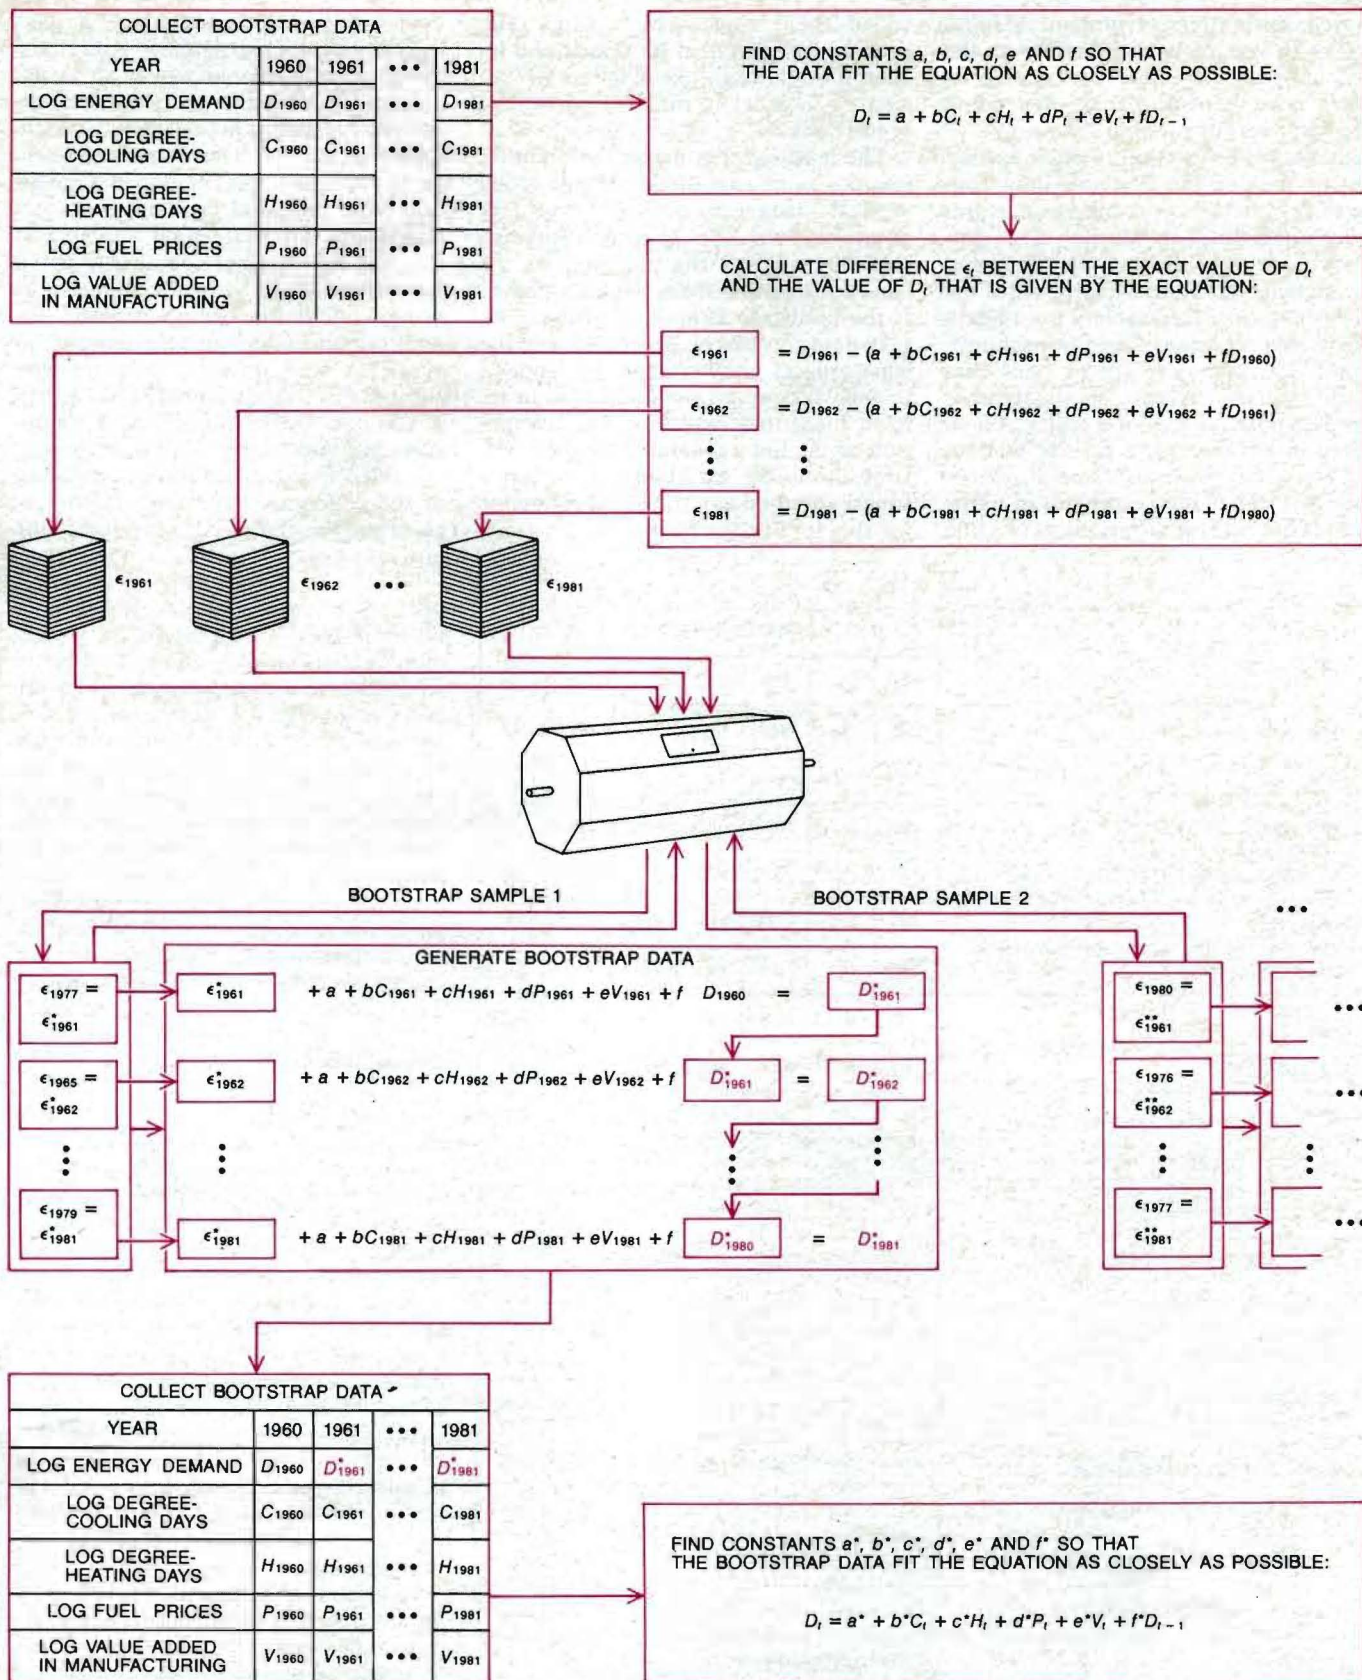 COLLECT BOOTSTRAP DATA
YEAR 1960 1961 ••• 1981
LOG ENERGY DEMAND D1960 D1961 ••• D1981
LOG DEGREE-
COOLING DAYS C1960 C1961 ••• C1981
LOG DEGREE-
HEATING DAYS H1960 H1961 ••• H1981
LOG FUEL PRICES P1960 P1961 ••• P1981
LOG VALUE ADDED
IN MANUFACTURING V1960 V1961 ••• V1981
FIND CONSTANTS a, b, c, d, e AND f SO THAT
THE DATA FIT THE EQUATION AS CLOSELY AS POSSIBLE:
Dt = a + bCt + cHt + dPt + eVt + fDt – 1
CALCULATE DIFFERENCE ϵt BETWEEN THE EXACT VALUE OF Dt
AND THE VALUE OF Dt THAT IS GIVEN BY THE EQUATION:
ϵ1961 = D1961 – (a + bC1961 + cH1961 + dP1961 + eV1961 + fD1960)
ϵ1962 = D1962 – (a + bC1962 + cH1962 + dP1962 + eV1962 + fD1961)
ϵ1981 = D1981 – (a + bC1981 + cH1981 + dP1981 + eV1981 + fD1980)
ϵ1961 ϵ1962 ••• ϵ1981
BOOTSTRAP SAMPLE 1
BOOTSTRAP SAMPLE 2
•••
GENERATE BOOTSTRAP DATA
ϵ1977 =
ϵ*1961
ϵ*1961 + a + bC1961 + cH1961 + dP1961 + eV1961 + f D1960 = D*1961
ϵ1965 =
ϵ*1962
ϵ*1962 + a + bC1962 + cH1962 + dP1962 + eV1962 + f D*1961 = D*1962
ϵ1979 =
ϵ*1981
ϵ*1981 + a + bC1981 + cH1981 + dP1981 + eV1981 + f D*1980 = D*1981
ϵ1980 =
ϵ**1961
•••
ϵ1976 =
ϵ**1962
•••
ϵ1977 =
ϵ**1981
•••
COLLECT BOOTSTRAP DATA
YEAR 1960 1961 ••• 1981
LOG ENERGY DEMAND D1960 D*1961 ••• D*1981
LOG DEGREE-
COOLING DAYS C1960 C1961 ••• C1981
LOG DEGREE-
HEATING DAYS H1960 H1961 ••• H1981
LOG FUEL PRICES P1960 P1961 ••• P1981
LOG VALUE ADDED
IN MANUFACTURING V1960 V1961 ••• V1981
FIND CONSTANTS a*, b*, c*, d*, e* AND f* SO THAT
THE BOOTSTRAP DATA FIT THE EQUATION AS CLOSELY AS POSSIBLE:
Dt = a* + b*Ct + c*Ht + d*Pt + e*Vt + f*Dt – 1